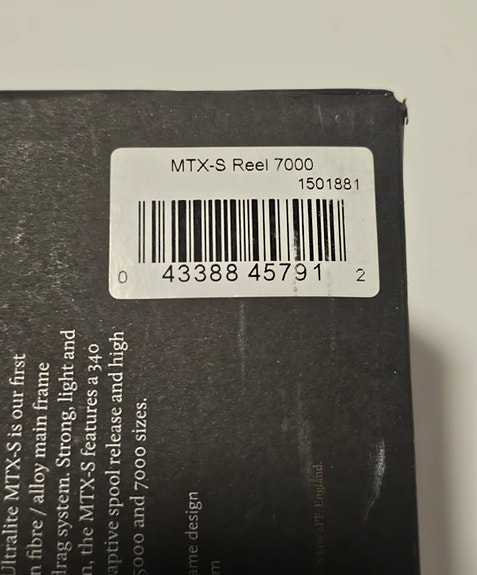 MTX-S Reel 7000
1501881
0 43388 45791 2
Ultralite MTX-S is our first
fibre / alloy main frame
drag system. Strong, light and
the MTX-S features a 340
spool release and high
5000 and 7000 sizes.
design
England.